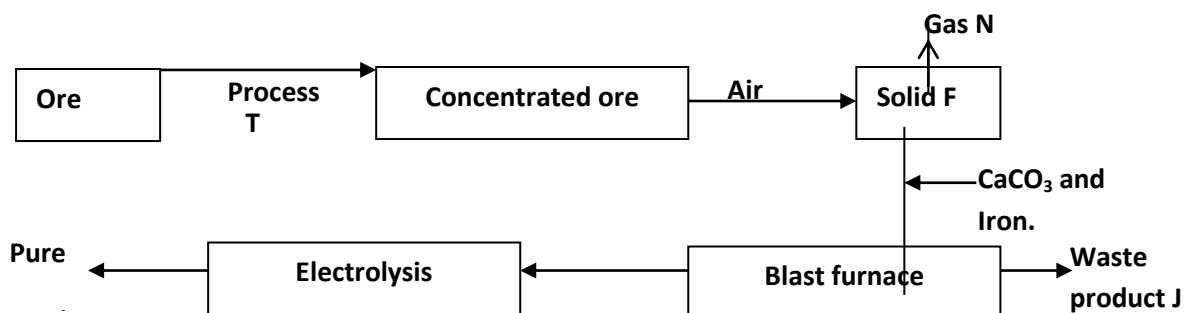 Gas N
Ore
Process
T
Concentrated ore
Air
Solid F
CaCO₃ and
Iron.
Pure
Electrolysis
Blast furnace
Waste
product J